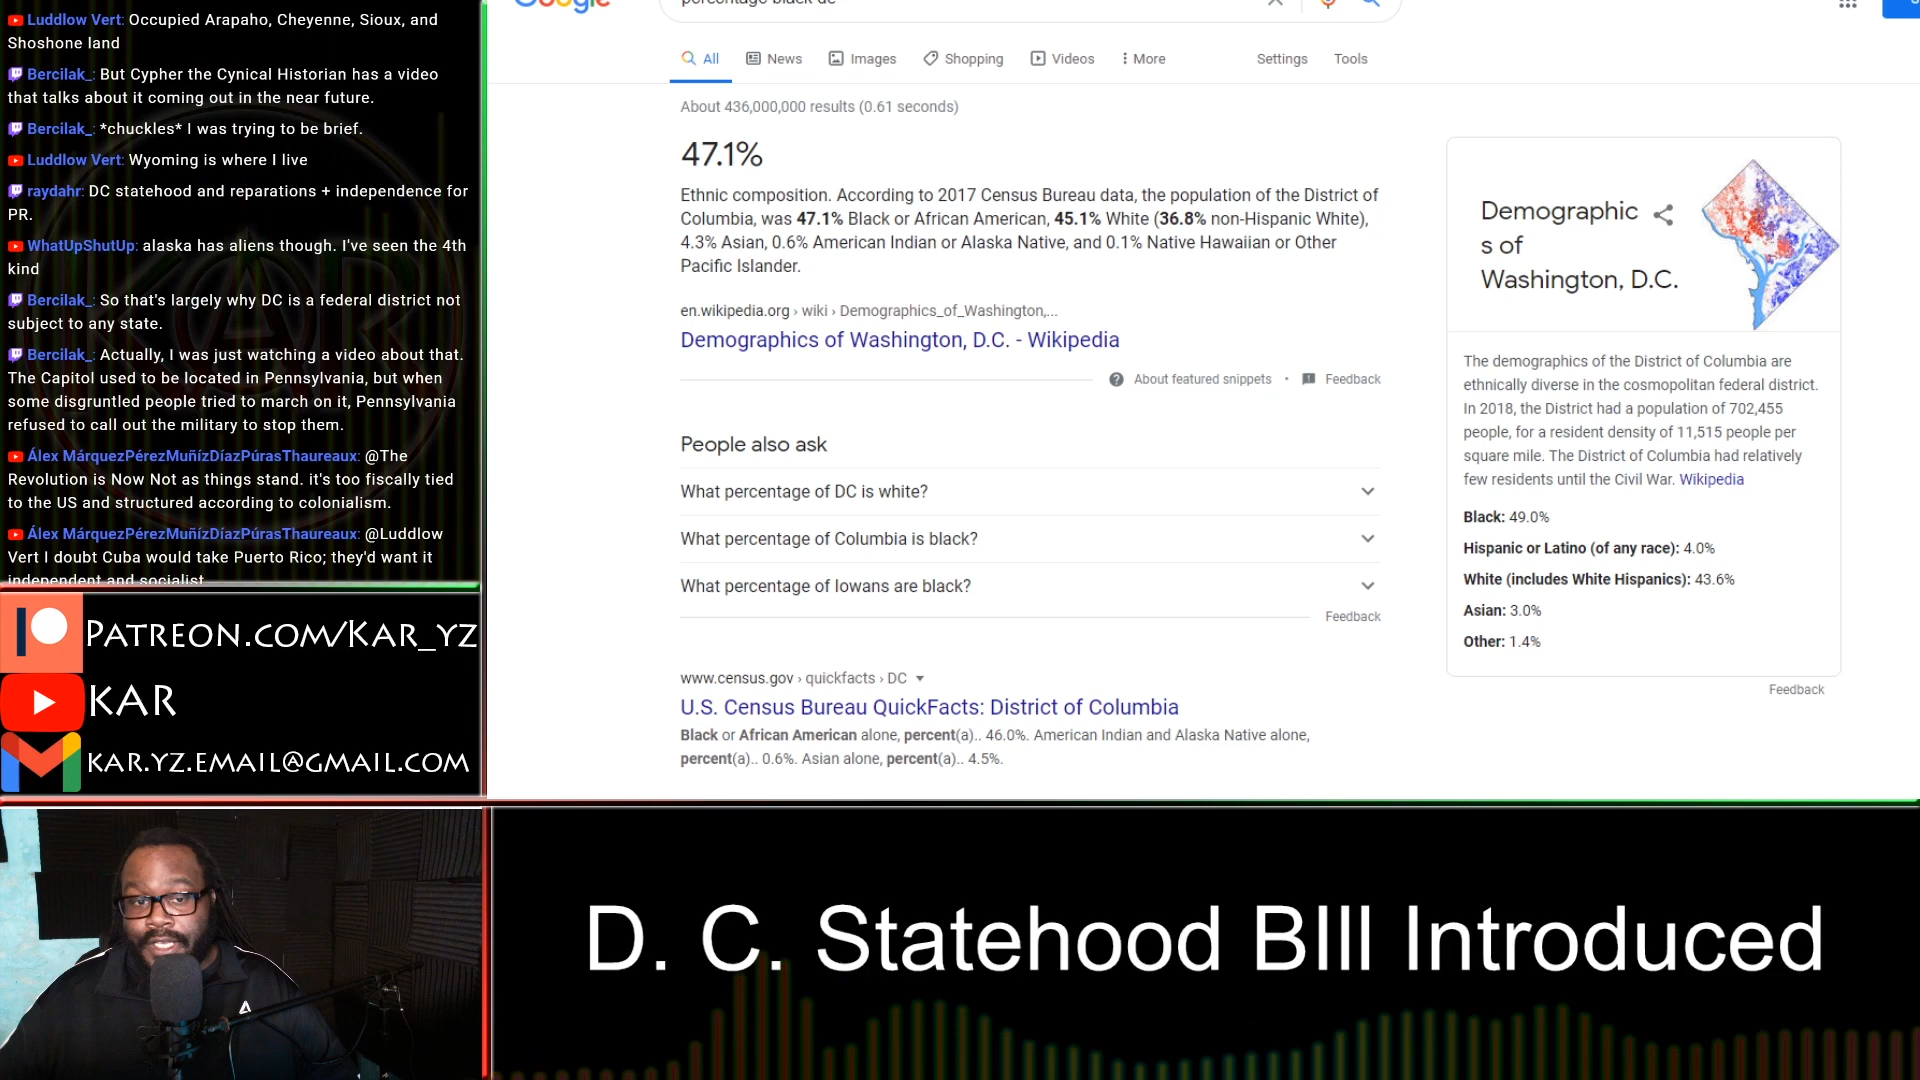 Luddlow Vert: Occupied Arapaho, Cheyenne, Sioux, and
Shoshone land
Bercilak_: But Cypher the Cynical Historian has a video
that talks about it coming out in the near future.
Bercilak_: *chuckles* I was trying to be brief.
Luddlow Vert: Wyoming is where I live
raydahr: DC statehood and reparations + independence for
PR.
WhatUpShutUp: alaska has aliens though. I've seen the 4th
kind
Bercilak_: So that's largely why DC is a federal district not
subject to any state.
Bercilak_: Actually, I was just watching a video about that.
The Capitol used to be located in Pennsylvania, but when
some disgruntled people tried to march on it, Pennsylvania
refused to call out the military to stop them.
Álex MárquezPérezMuñízDíazPúrasThaureaux: @The
Revolution is Now Not as things stand. it's too fiscally tied
to the US and structured according to colonialism.
Álex MárquezPérezMuñízDíazPúrasThaureaux: @Luddlow
Vert I doubt Cuba would take Puerto Rico; they'd want it
independent and socialist
PATREON.COM/KAR_YZ
KAR
KAR.YZ.EMAIL@GMAIL.COM
Google
percentage black dc
All
News
Images
Shopping
Videos
More
Settings
Tools
About 436,000,000 results (0.61 seconds)
47.1%
Ethnic composition. According to 2017 Census Bureau data, the population of the District of
Columbia, was 47.1% Black or African American, 45.1% White (36.8% non-Hispanic White),
4.3% Asian, 0.6% American Indian or Alaska Native, and 0.1% Native Hawaiian or Other
Pacific Islander.
en.wikipedia.org › wiki › Demographics_of_Washington,...
Demographics of Washington, D.C. - Wikipedia
About featured snippets • Feedback
People also ask
What percentage of DC is white?
What percentage of Columbia is black?
What percentage of Iowans are black?
Feedback
www.census.gov › quickfacts › DC
U.S. Census Bureau QuickFacts: District of Columbia
Black or African American alone, percent(a).. 46.0%. American Indian and Alaska Native alone,
percent(a).. 0.6%. Asian alone, percent(a).. 4.5%.
Demographic
s of
Washington, D.C.
The demographics of the District of Columbia are
ethnically diverse in the cosmopolitan federal district.
In 2018, the District had a population of 702,455
people, for a resident density of 11,515 people per
square mile. The District of Columbia had relatively
few residents until the Civil War. Wikipedia
Black: 49.0%
Hispanic or Latino (of any race): 4.0%
White (includes White Hispanics): 43.6%
Asian: 3.0%
Other: 1.4%
Feedback
D. C. Statehood BIll Introduced